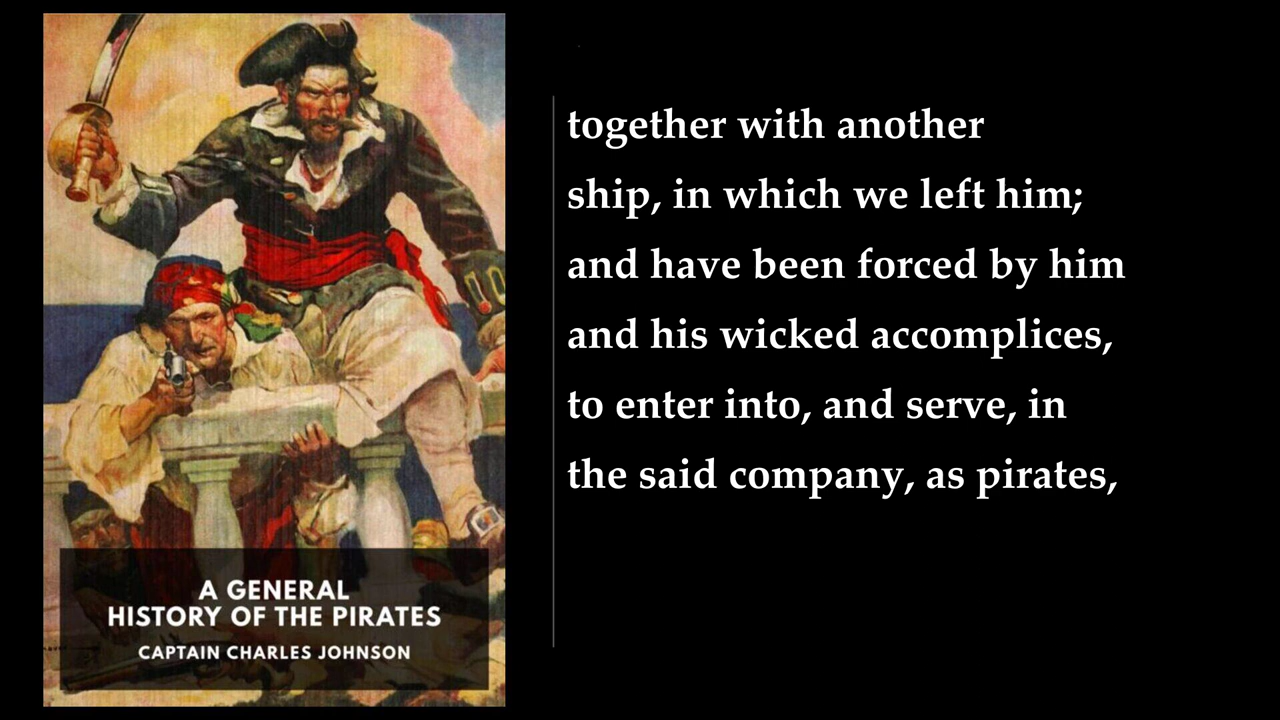 together with another
ship, in which we left him;
and have been forced by him
and his wicked accomplices,
to enter into, and serve, in
the said company, as pirates,
A GENERAL
HISTORY OF THE PIRATES
CAPTAIN CHARLES JOHNSON